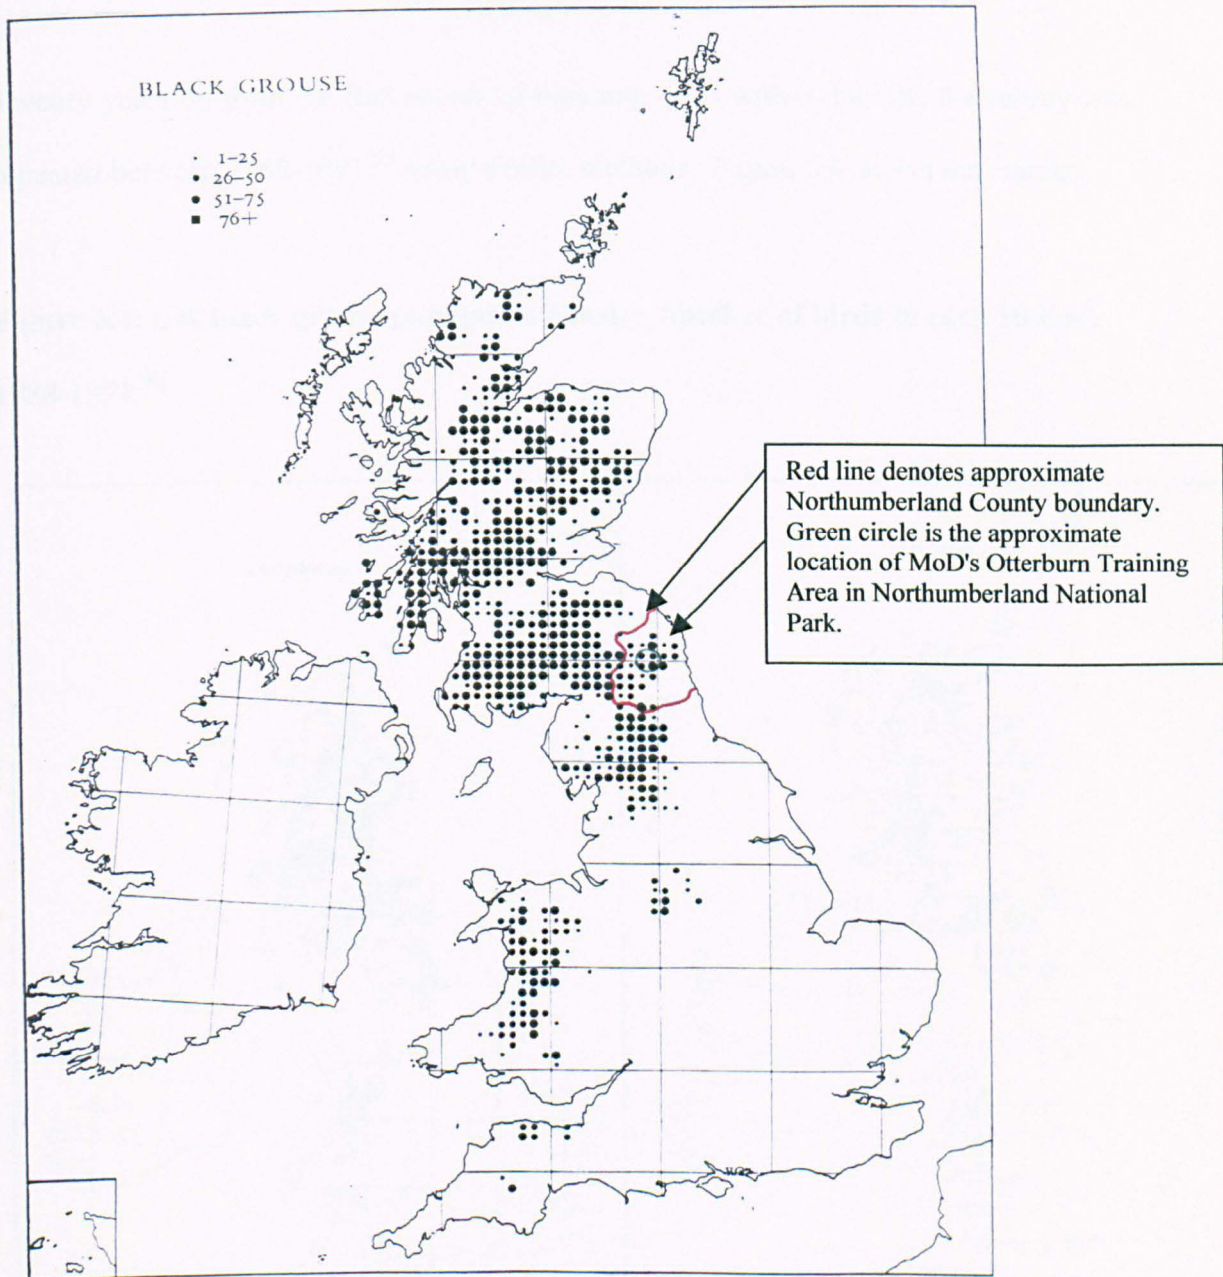 BLACK GROUSE
1–25
26–50
51–75
76+
Red line denotes approximate
Northumberland County boundary.
Green circle is the approximate
location of MoD's Otterburn Training
Area in Northumberland National
Park.